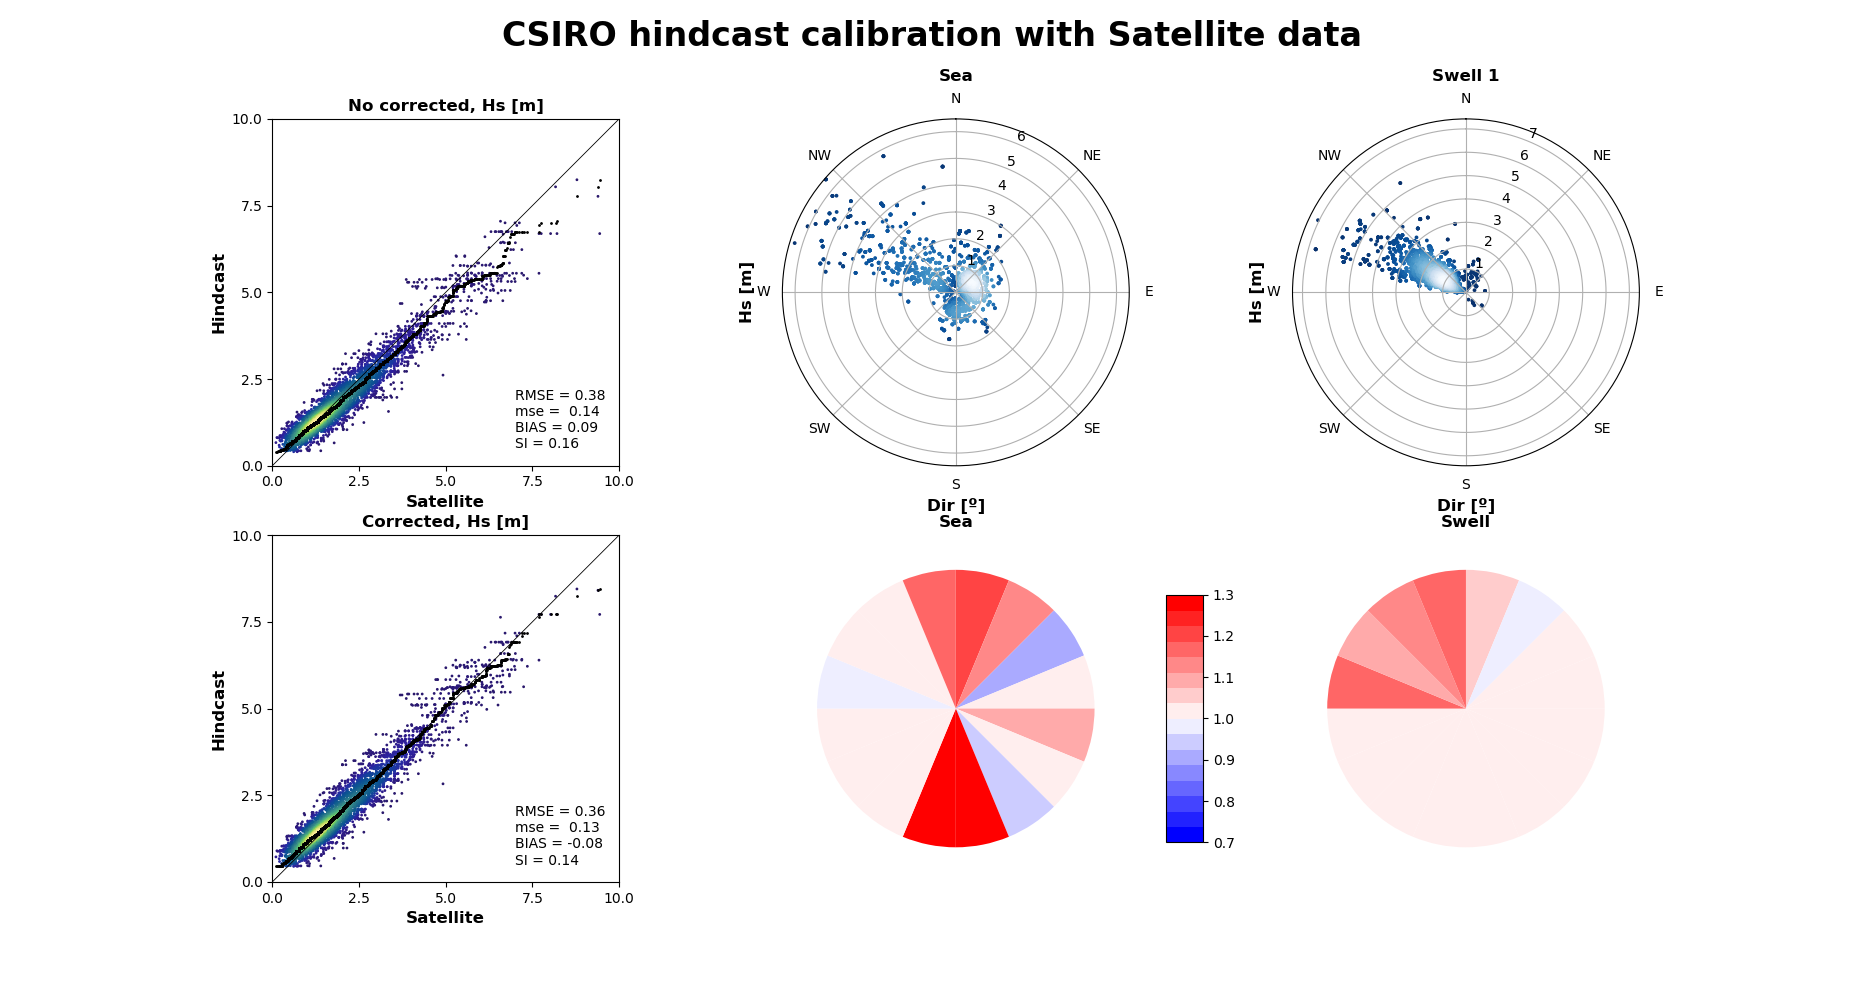 CSIRO hindcast calibration with Satellite data
No corrected, Hs [m]
Hindcast
10.0
7.5
5.0
2.5
0.0
RMSE = 0.38
mse =  0.14
BIAS = 0.09
SI = 0.16
0.0 2.5 5.0 7.5 10.0
Satellite
Sea
N
NE
E
SE
S
SW
W
NW
1
2
3
4
5
6
Hs [m]
Dir [º]
Swell 1
N
NE
E
SE
S
SW
W
NW
1
2
3
4
5
6
7
Hs [m]
Dir [º]
Corrected, Hs [m]
Hindcast
10.0
7.5
5.0
2.5
0.0
RMSE = 0.36
mse =  0.13
BIAS = -0.08
SI = 0.14
0.0 2.5 5.0 7.5 10.0
Satellite
Sea
1.3
1.2
1.1
1.0
0.9
0.8
0.7
Swell